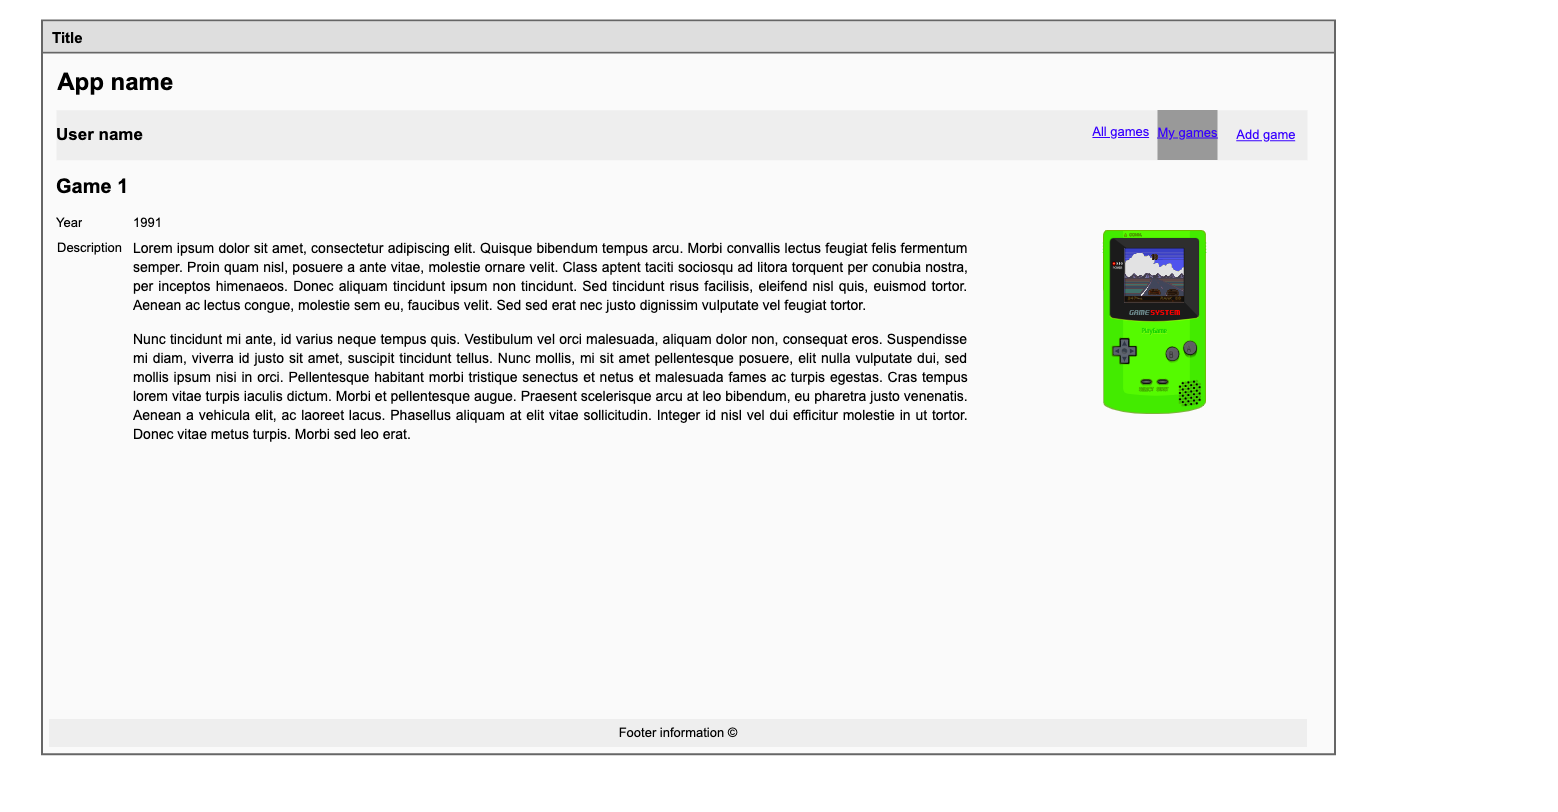 Title
App name
User name
All games
My games
Add game
Game 1
Year 1991
Description
Lorem ipsum dolor sit amet, consectetur adipiscing elit. Quisque bibendum tempus arcu. Morbi convallis lectus feugiat felis fermentum
semper. Proin quam nisl, posuere a ante vitae, molestie ornare velit. Class aptent taciti sociosqu ad litora torquent per conubia nostra,
per inceptos himenaeos. Donec aliquam tincidunt ipsum non tincidunt. Sed tincidunt risus facilisis, eleifend nisl quis, euismod tortor.
Aenean ac lectus congue, molestie sem eu, faucibus velit. Sed sed erat nec justo dignissim vulputate vel feugiat tortor.
Nunc tincidunt mi ante, id varius neque tempus quis. Vestibulum vel orci malesuada, aliquam dolor non, consequat eros. Suspendisse
mi diam, viverra id justo sit amet, suscipit tincidunt tellus. Nunc mollis, mi sit amet pellentesque posuere, elit nulla vulputate dui, sed
mollis ipsum nisi in orci. Pellentesque habitant morbi tristique senectus et netus et malesuada fames ac turpis egestas. Cras tempus
lorem vitae turpis iaculis dictum. Morbi et pellentesque augue. Praesent scelerisque arcu at leo bibendum, eu pharetra justo venenatis.
Aenean a vehicula elit, ac laoreet lacus. Phasellus aliquam at elit vitae sollicitudin. Integer id nisl vel dui efficitur molestie in ut tortor.
Donec vitae metus turpis. Morbi sed leo erat.
GAME SYSTEM
PlayGame
B
A
Footer information ©